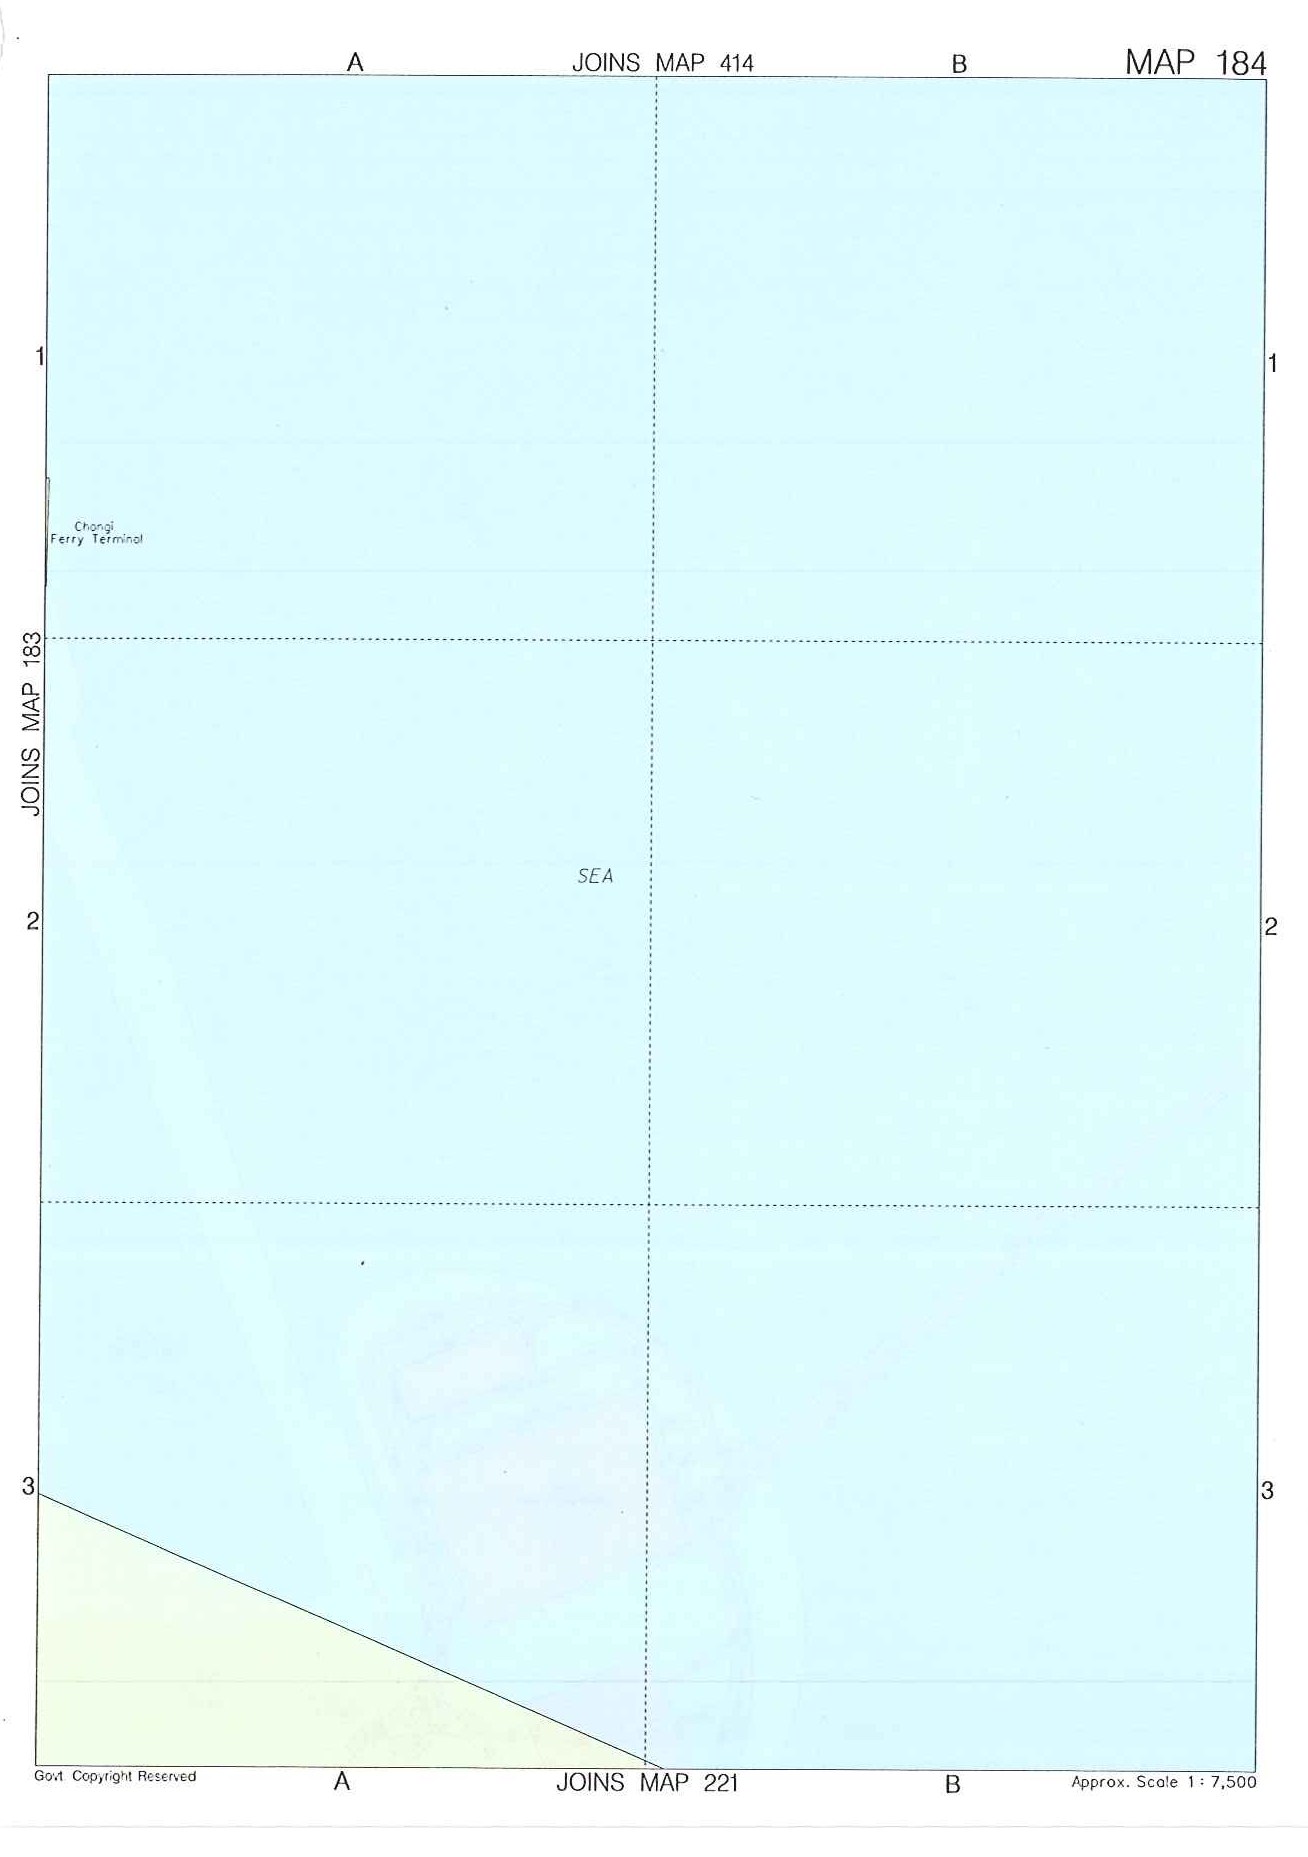 A JOINS MAP 414 B MAP 184
1 1
Changi
Ferry Terminal
JOINS MAP 183
SEA
2 2
3 3
Govt. Copyright Reserved A JOINS MAP 221 B Approx. Scale 1 : 7,500